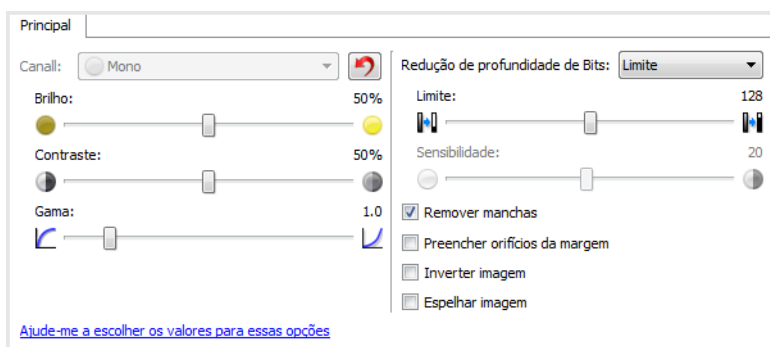 Principal
Canall: Mono
Brilho: 50%
Contraste: 50%
Gama: 1.0
Ajude-me a escolher os valores para essas opções
Redução de profundidade de Bits: Limite
Limite: 128
Sensibilidade: 20
Remover manchas
Preencher orifícios da margem
Inverter imagem
Espelhar imagem